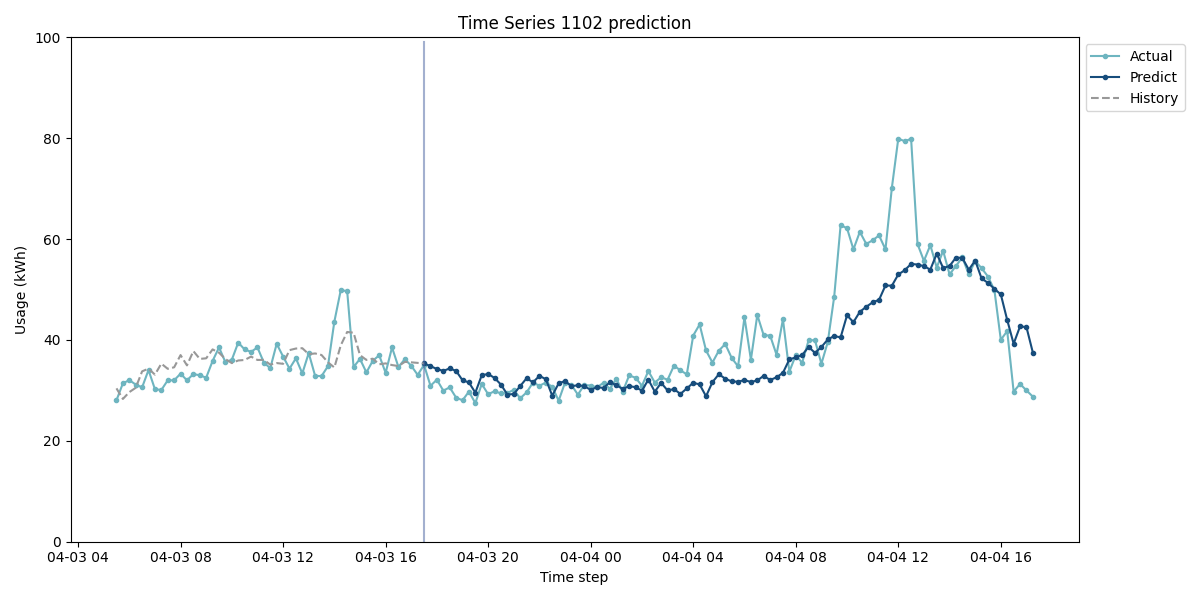 Time Series 1102 prediction
100
80
60
40
20
0
Usage (kWh)
04-03 04
04-03 08
04-03 12
04-03 16
04-03 20
04-04 00
04-04 04
04-04 08
04-04 12
04-04 16
Time step
Actual
Predict
History